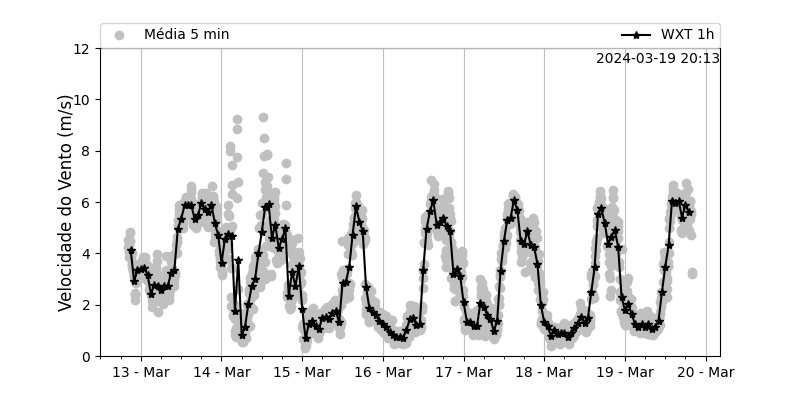 Média 5 min
WXT 1h
2024-03-19 20:13
Velocidade do Vento (m/s)
12
10
8
6
4
2
0
13 - Mar
14 - Mar
15 - Mar
16 - Mar
17 - Mar
18 - Mar
19 - Mar
20 - Mar